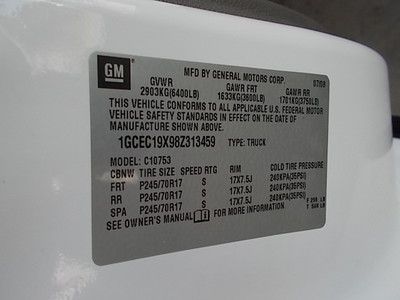 GM
MFD BY GENERAL MOTORS CORP
07/08
GVWR GAWR FRT GAWR RR
2903KG(6400LB) 1633KG(3600LB) 1701KG(3750LB)
THIS VEHICLE CONFORMS TO ALL APPLICABLE U.S. FEDERAL MOTOR
VEHICLE SAFETY STANDARDS IN EFFECT ON THE DATE
OF MANUFACTURE SHOWN ABOVE.
1GCEC19X98Z313459 TYPE: TRUCK
MODEL: C10753
CBNW TIRE SIZE SPEED RTG RIM COLD TIRE PRESSURE
FRT P245/70R17 S 17X7.5J 240KPA(35PSI)
RR P245/70R17 S 17X7.5J 240KPA(35PSI)
SPA P245/70R17 S 17X7.5J 240KPA(35PSI)
SEE OWNER'S MANUAL FOR MORE INFORMATION